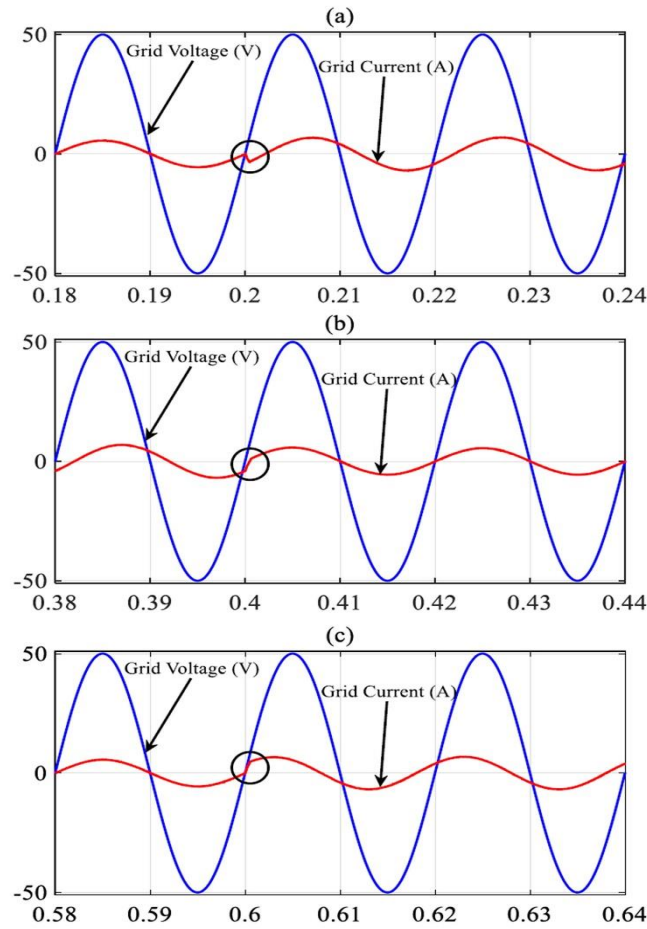 (a)
50
Grid Voltage (V)
Grid Current (A)
0
-50
0.18 0.19 0.2 0.21 0.22 0.23 0.24
(b)
50
Grid Voltage (V)
Grid Current (A)
0
-50
0.38 0.39 0.4 0.41 0.42 0.43 0.44
(c)
50
Grid Voltage (V)
Grid Current (A)
0
-50
0.58 0.59 0.6 0.61 0.62 0.63 0.64